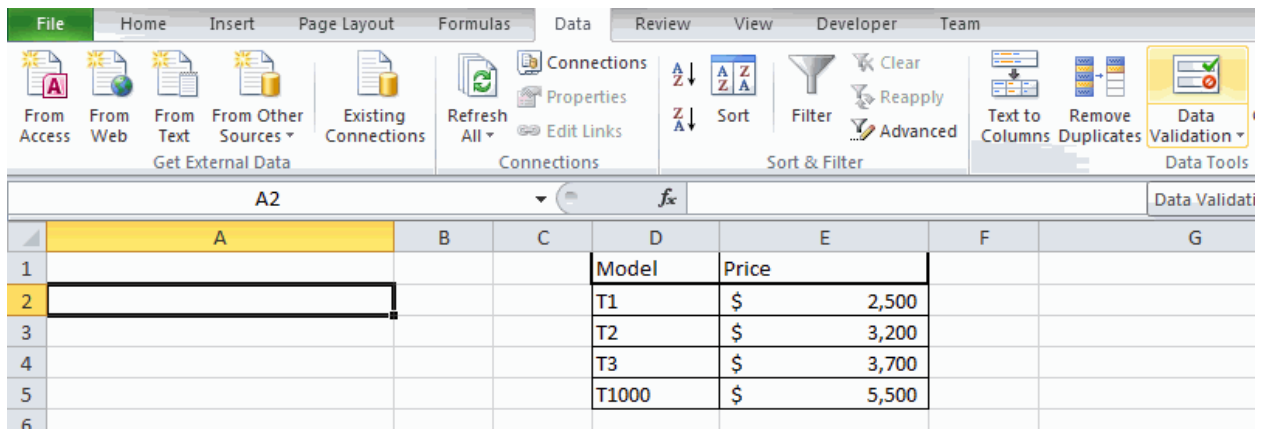 File Home Insert Page Layout Formulas Data Review View Developer Team
From Access From Web From Text From Other Sources Existing Connections Refresh All Connections Properties Edit Links Sort Filter Clear Reapply Advanced Text to Columns Remove Duplicates Data Validation
Get External Data Connections Sort & Filter Data Tools
A2 fx Data Validati
A B C D E F G
1 Model Price
2 T1 $ 2,500
3 T2 $ 3,200
4 T3 $ 3,700
5 T1000 $ 5,500
6